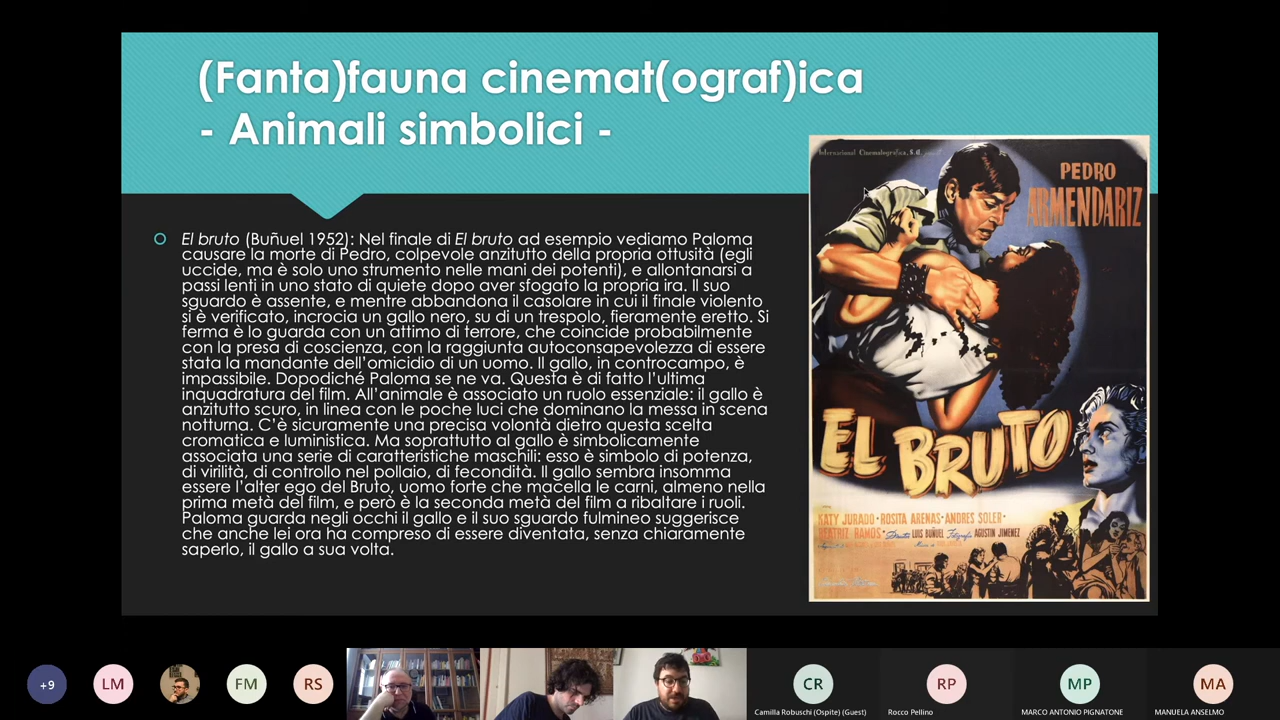 (Fanta)fauna cinemat(ograf)ica
- Animali simbolici -
El bruto (Buñuel 1952): Nel finale di El bruto ad esempio vediamo Paloma
causare la morte di Pedro, colpevole anzitutto della propria ottusità (egli
uccide, ma è solo uno strumento nelle mani dei potenti), e allontanarsi a
passi lenti in uno stato di quiete dopo aver sfogato la propria ira. Il suo
sguardo è assente, e mentre abbandona il casolare in cui il finale violento
si è verificato, incrocia un gallo nero, su di un trespolo, fieramente eretto. Si
ferma è lo guarda con un attimo di terrore, che coincide probabilmente
con la presa di coscienza, con la raggiunta autoconsapevolezza di essere
stata la mandante dell'omicidio di un uomo. Il gallo, in controcampo, è
impassibile. Dopodiché Paloma se ne va. Questa è di fatto l'ultima
inquadratura del film. All'animale è associato un ruolo essenziale: il gallo è
anzitutto scuro, in linea con le poche luci che dominano la messa in scena
notturna. C'è sicuramente una precisa volontà dietro questa scelta
cromatica e luministica. Ma soprattutto al gallo è simbolicamente
associata una serie di caratteristiche maschili: esso è simbolo di potenza,
di virilità, di controllo nel pollaio, di fecondità. Il gallo sembra insomma
essere l'alter ego del Bruto, uomo forte che macella le carni, almeno nella
prima metà del film, e però è la seconda metà del film a ribaltare i ruoli.
Paloma guarda negli occhi il gallo e il suo sguardo fulmineo suggerisce
che anche lei ora ha compreso di essere diventata, senza chiaramente
saperlo, il gallo a sua volta.
Internacional Cinematografica, S.A.
PEDRO
ARMENDARIZ
EL BRUTO
KATY JURADO · ROSITA ARENAS · ANDRES SOLER ·
BEATRIZ RAMOS · Director LUIS BUÑUEL Fotografia AGUSTIN JIMENEZ
+9
LM
FM
RS
CR
RP
MP
MA
Camilla Robuschi (Ospite) (Guest)
Rocco Pellino
MARCO ANTONIO PIGNATONE
MANUELA ANSELMO